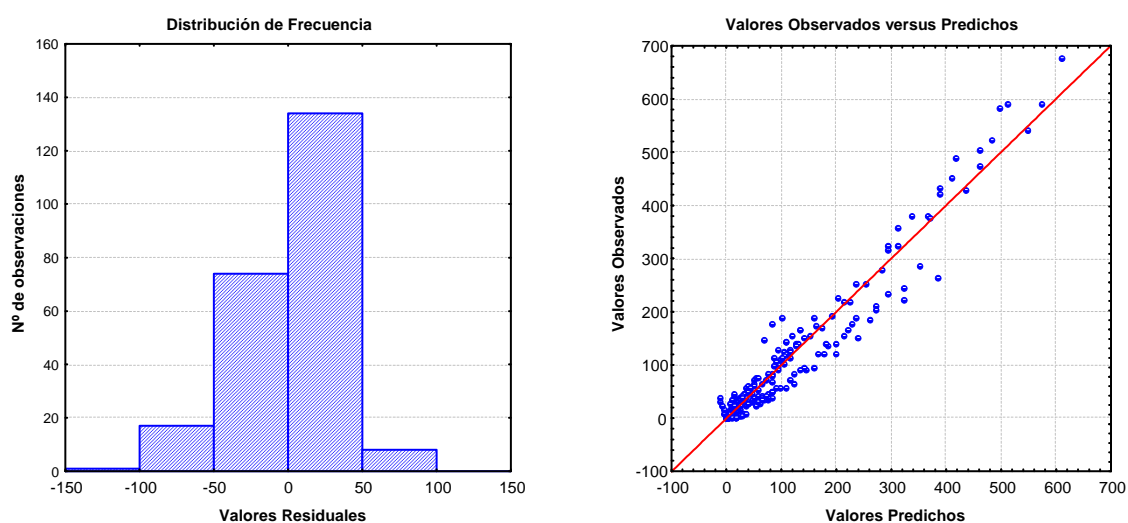 Distribución de Frecuencia
160
140
120
100
80
60
40
20
0
-150 -100 -50 0 50 100 150
Nº de observaciones
Valores Residuales
Valores Observados versus Predichos
700
600
500
400
300
200
100
0
-100
-100 0 100 200 300 400 500 600 700
Valores Observados
Valores Predichos